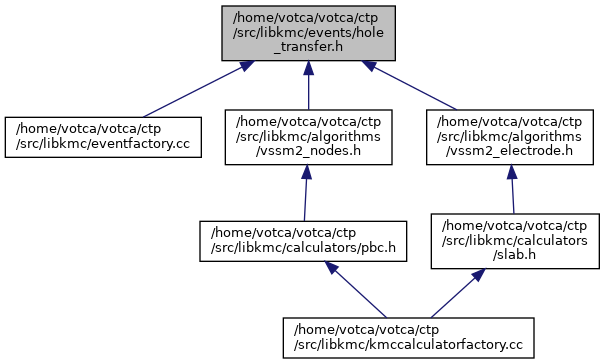 /home/votca/votca/ctp
/src/libkmc/events/hole
_transfer.h
/home/votca/votca/ctp
/src/libkmc/eventfactory.cc
/home/votca/votca/ctp
/src/libkmc/algorithms
/vssm2_nodes.h
/home/votca/votca/ctp
/src/libkmc/algorithms
/vssm2_electrode.h
/home/votca/votca/ctp
/src/libkmc/calculators/pbc.h
/home/votca/votca/ctp
/src/libkmc/calculators
/slab.h
/home/votca/votca/ctp
/src/libkmc/kmccalculatorfactory.cc